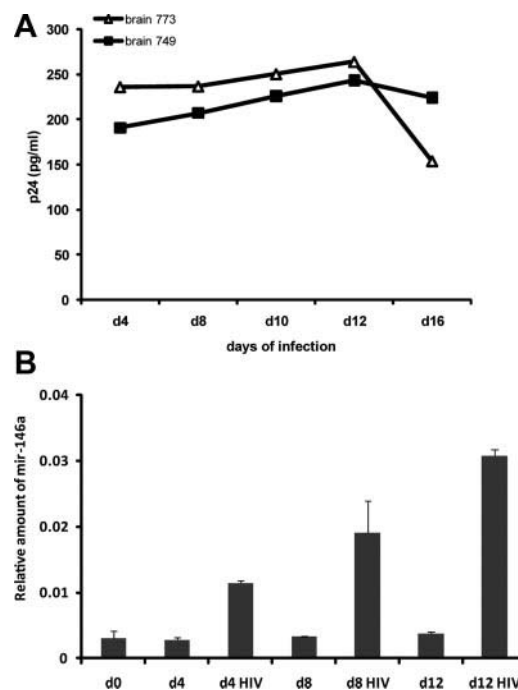 A
brain 773
brain 749
300
250
200
150
100
50
0
p24 (pg/ml)
d4 d8 d10 d12 d16
days of infection
B
0.04
0.03
0.02
0.01
0
Relative amount of mir-146a
d0 d4 d4 HIV d8 d8 HIV d12 d12 HIV